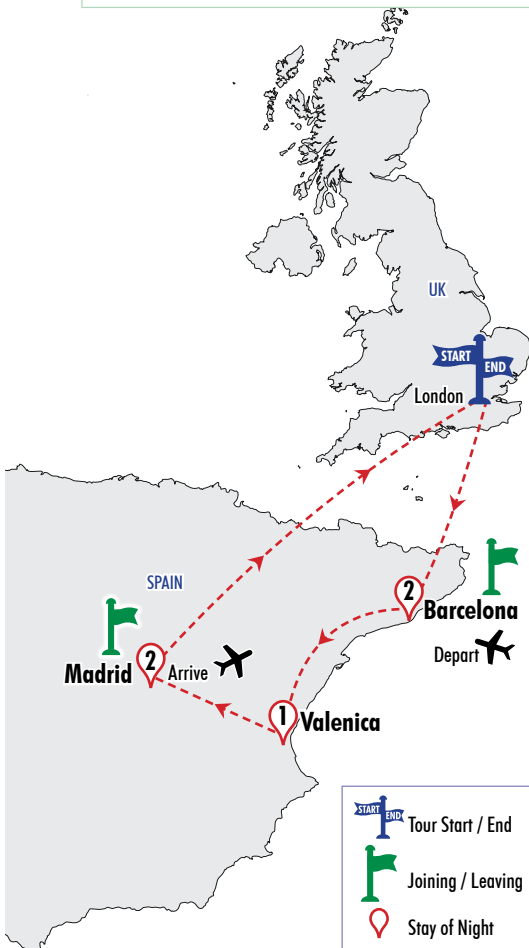 UK
START
END
London
SPAIN
2
Barcelona
Depart
2
Madrid
Arrive
1
Valenica
START
END
Tour Start / End
Joining / Leaving
Stay of Night